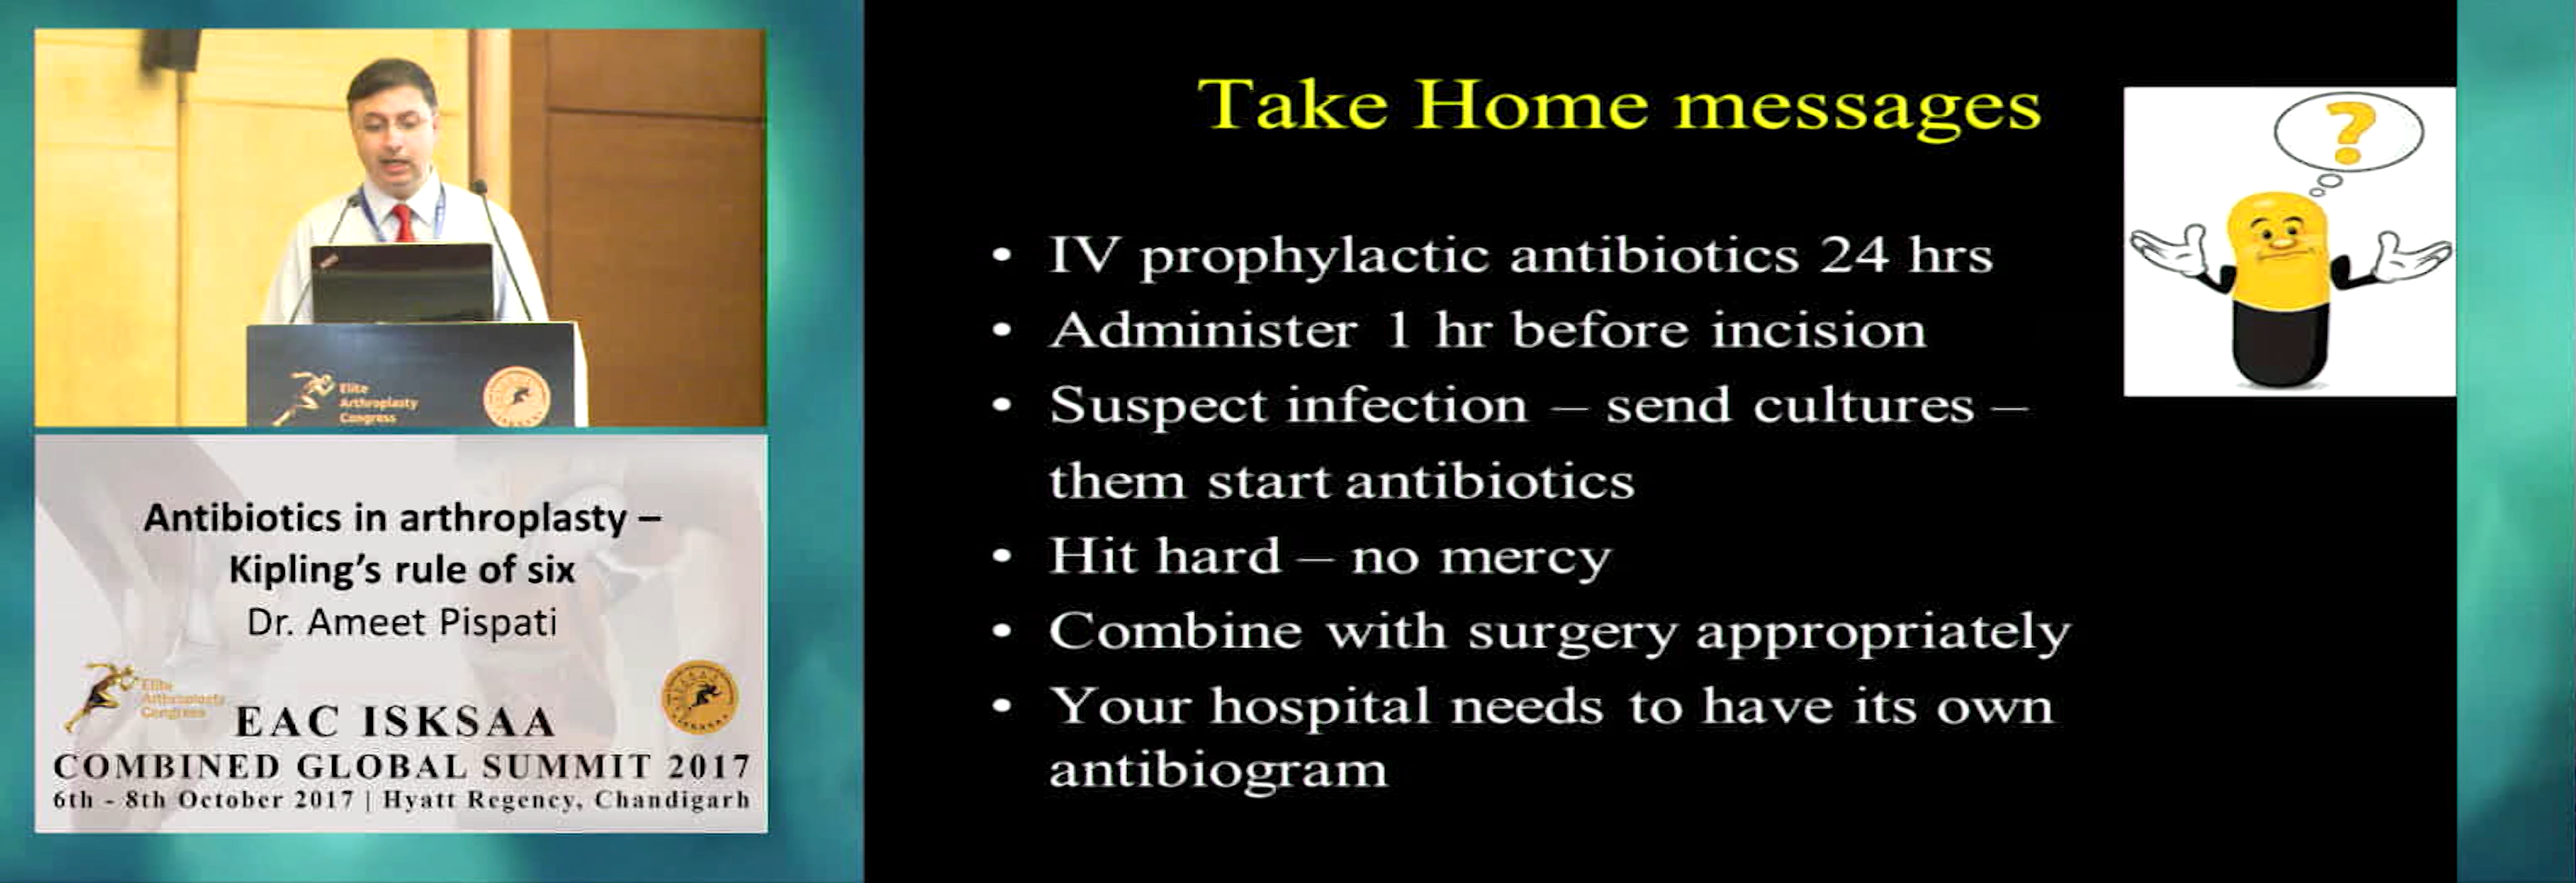 Elite
Arthroplasty
Congress
Antibiotics in arthroplasty –
Kipling's rule of six
Dr. Ameet Pispati
Elite
Arthroplasty
Congress
EAC ISKSAA
COMBINED GLOBAL SUMMIT 2017
6th - 8th October 2017 | Hyatt Regency, Chandigarh
Take Home messages
?
• IV prophylactic antibiotics 24 hrs
• Administer 1 hr before incision
• Suspect infection – send cultures –
them start antibiotics
• Hit hard – no mercy
• Combine with surgery appropriately
• Your hospital needs to have its own
antibiogram